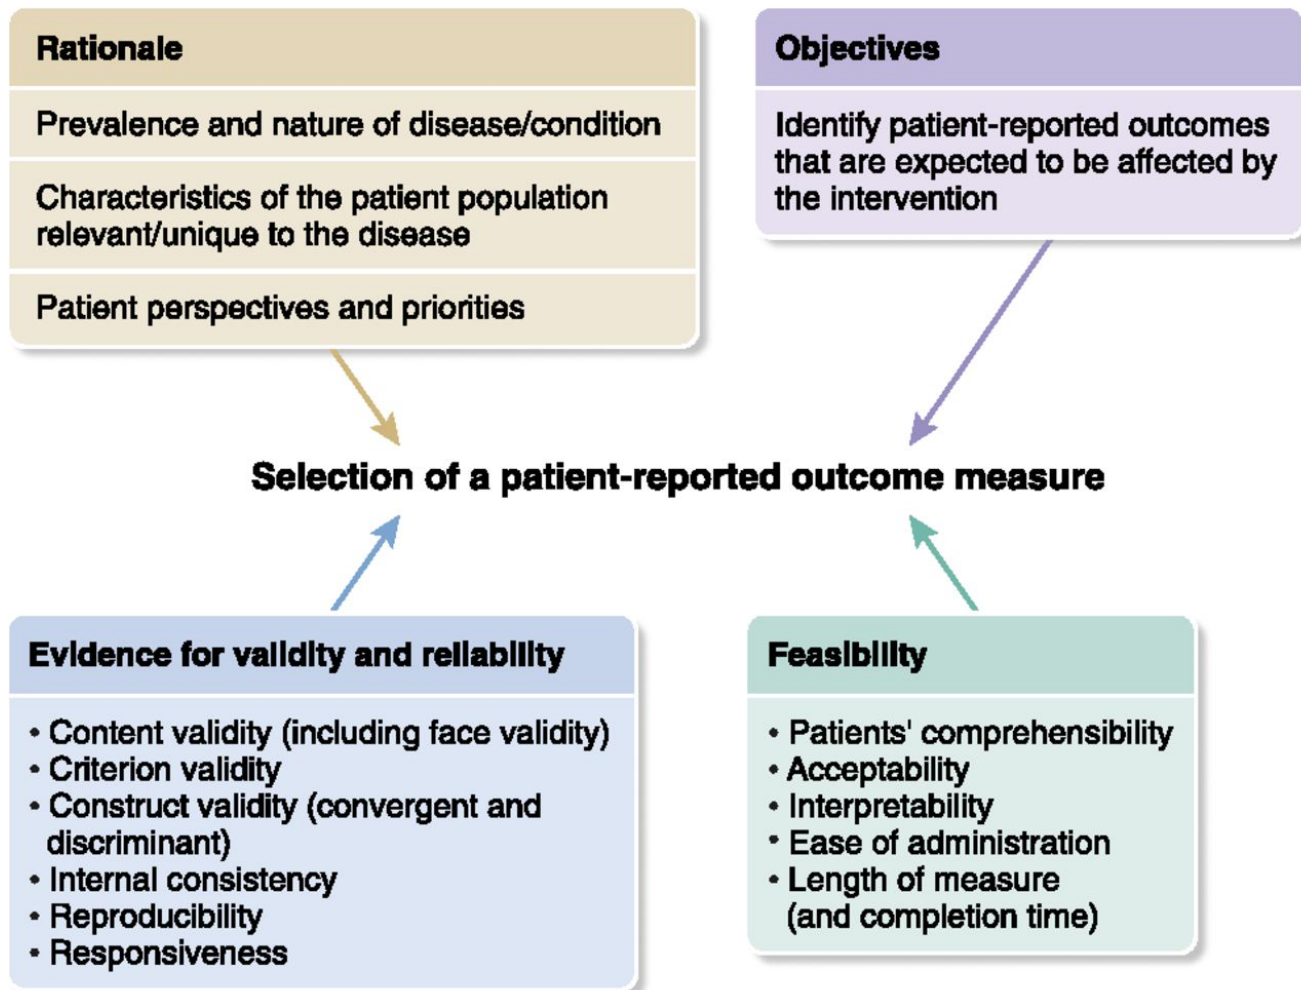 Rationale
Prevalence and nature of disease/condition
Characteristics of the patient population
relevant/unique to the disease
Patient perspectives and priorities
Objectives
Identify patient-reported outcomes
that are expected to be affected by
the intervention
Selection of a patient-reported outcome measure
Evidence for validity and reliability
• Content validity (including face validity)
• Criterion validity
• Construct validity (convergent and
discriminant)
• Internal consistency
• Reproducibility
• Responsiveness
Feasibility
• Patients' comprehensibility
• Acceptability
• Interpretability
• Ease of administration
• Length of measure
(and completion time)